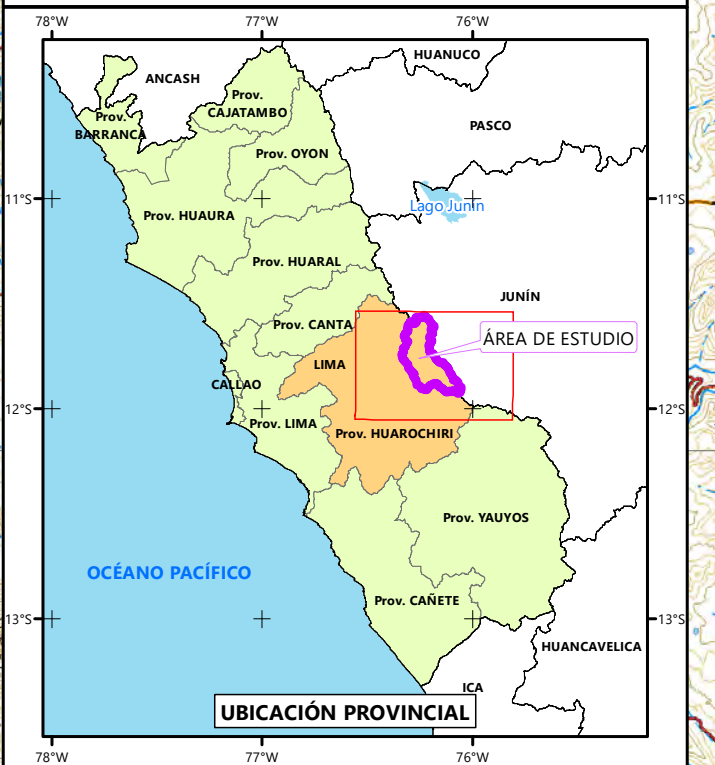 78°W 77°W 76°W
HUANUCO
ANCASH
Prov.
CAJATAMBO
Prov.
BARRANCA
PASCO
Prov. OYON
11°S 11°S
Lago Junin
Prov. HUAURA
Prov. HUARAL
JUNÍN
Prov. CANTA
ÁREA DE ESTUDIO
LIMA
CALLAO
12°S 12°S
Prov. LIMA
Prov. HUAROCHIRI
Prov. YAUYOS
OCÉANO PACÍFICO
Prov. CAÑETE
13°S 13°S
HUANCAVELICA
ICA
UBICACIÓN PROVINCIAL
78°W 77°W 76°W